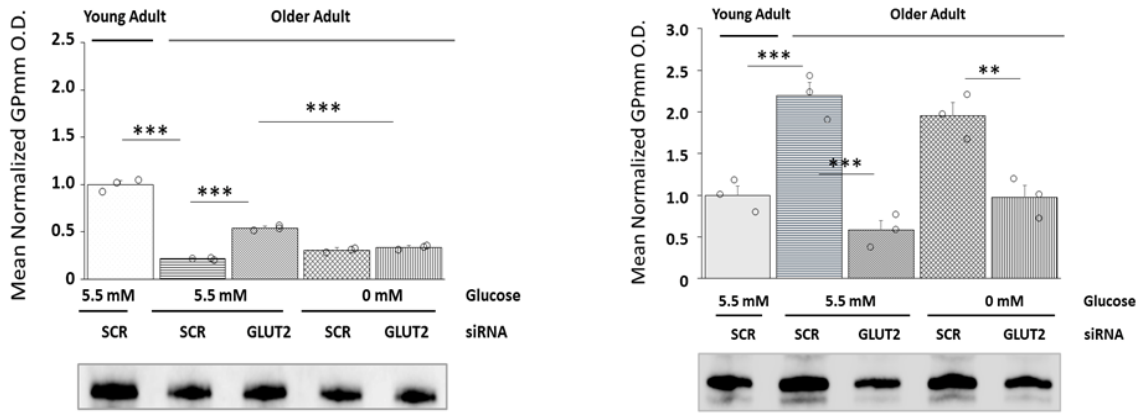 Young Adult Older Adult
Mean Normalized GPmm O.D.
2.5
2.0
1.5
1.0
0.5
0
***
***
***
5.5 mM 5.5 mM 0 mM Glucose
SCR SCR GLUT2 SCR GLUT2 siRNA
Young Adult Older Adult
Mean Normalized GPmm O.D.
3.0
2.5
2.0
1.5
1.0
0.5
0
***
**
***
5.5 mM 5.5 mM 0 mM Glucose
SCR SCR GLUT2 SCR GLUT2 siRNA